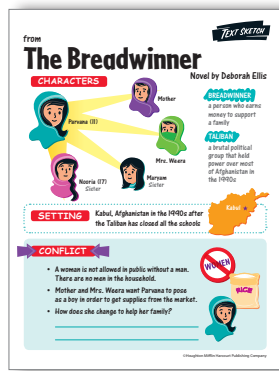 TEXT SKETCH
from
The Breadwinner
Novel by Deborah Ellis
CHARACTERS
Mother
Parvana (11)
Mrs. Weera
Nooria (17)
Sister
Maryam
Sister
BREADWINNER
a person who earns
money to support
a family
TALIBAN
a brutal political
group that held
power over most
of Afghanistan in
the 1990s
Kabul
SETTING
Kabul, Afghanistan in the 1990s after
the Taliban has closed all the schools
CONFLICT
• A woman is not allowed in public without a man.
There are no men in the household.
• Mother and Mrs. Weera want Parvana to pose
as a boy in order to get supplies from the market.
• How does she change to help her family?
WOMEN
RICE
©Houghton Mifflin Harcourt Publishing Company